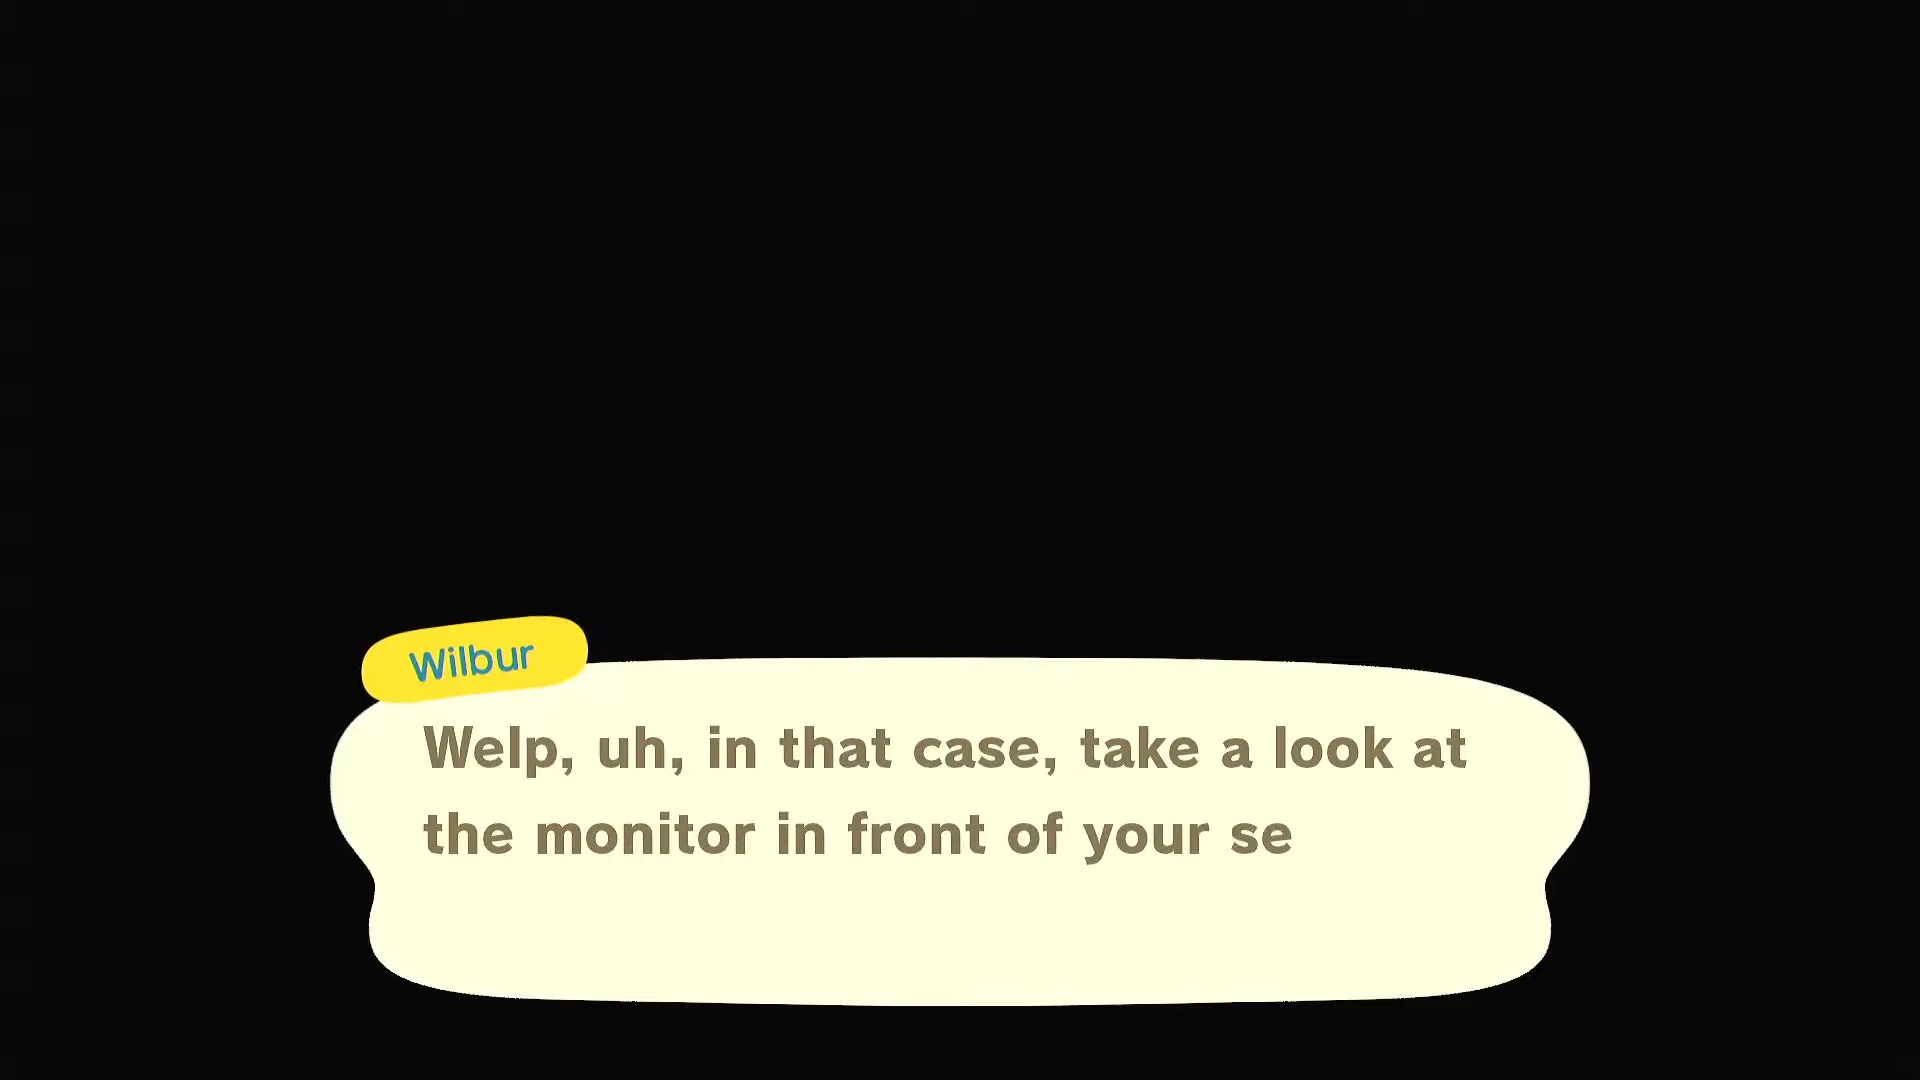 Wilbur
Welp, uh, in that case, take a look at
the monitor in front of your se